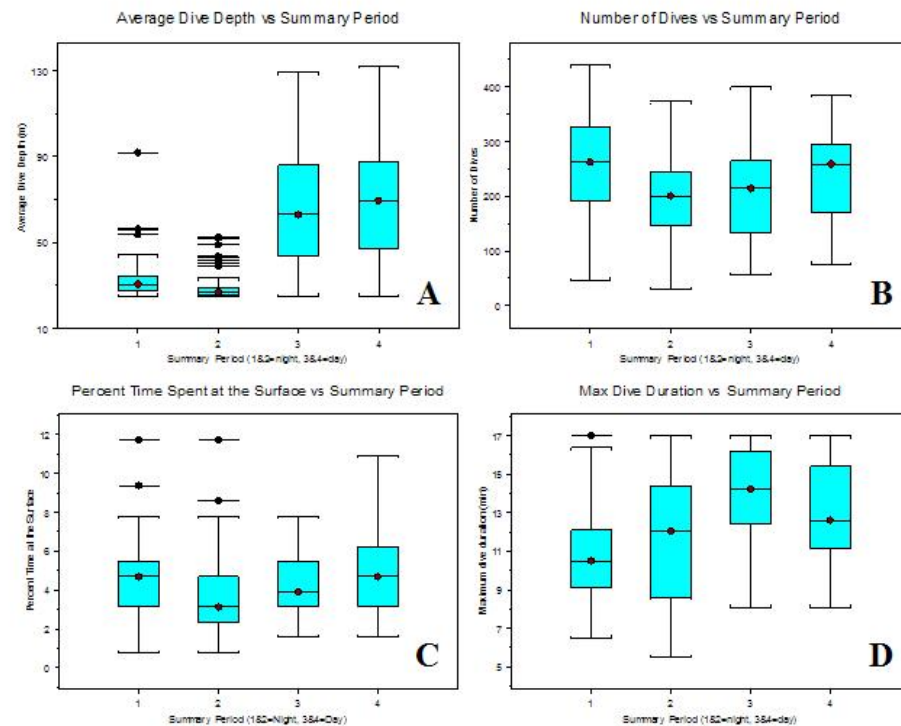 Average Dive Depth vs Summary Period
Average Dive Depth (m)
130
90
50
10
A
1 2 3 4
Summary Period (1&2=night, 3&4=day)
Number of Dives vs Summary Period
Number of Dives
400
300
200
100
0
B
1 2 3 4
Summary Period (1&2=night, 3&4=day)
Percent Time Spent at the Surface vs Summary Period
Percent Time at the Surface
12
10
8
6
4
2
0
C
1 2 3 4
Summary Period (1&2=Night, 3&4=Day)
Max Dive Duration vs Summary Period
Maximum dive duration (min)
17
15
13
11
9
7
5
D
1 2 3 4
Summary Period (1&2=night, 3&4=day)